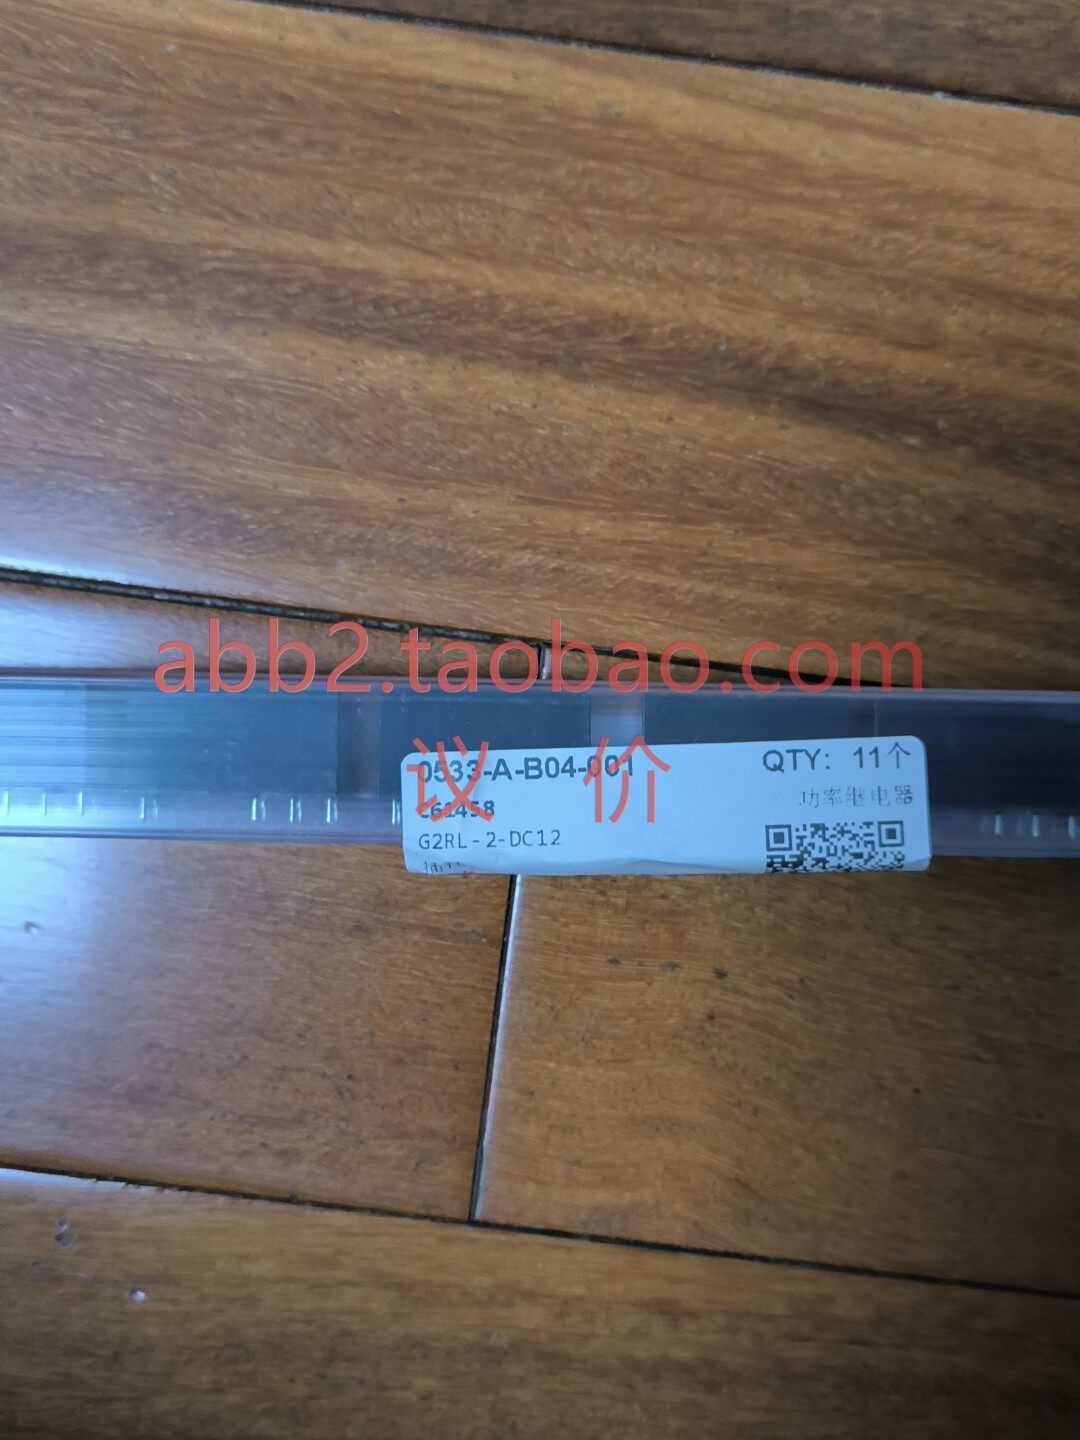 abb2.taobao.com
议价
0533-A-B04-001
QTY: 11个
C61458
功率继电器
G2RL-2-DC12